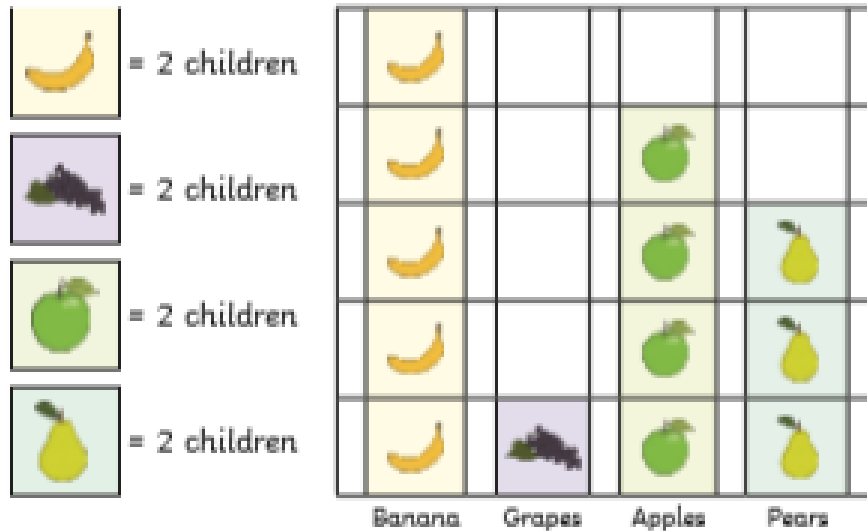 = 2 children
= 2 children
= 2 children
= 2 children
Banana Grapes Apples Pears